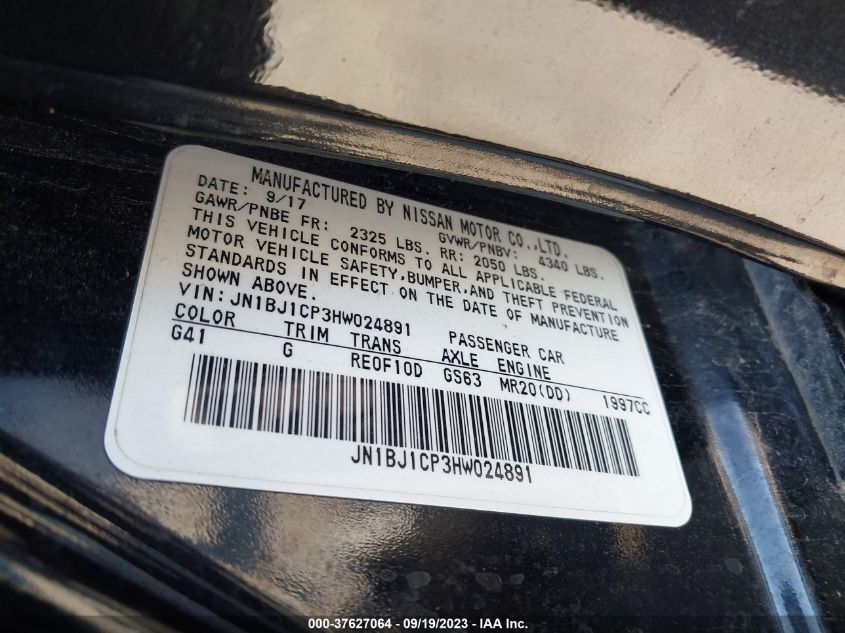 MANUFACTURED BY NISSAN MOTOR CO.,LTD.
DATE: 9/17 GVWR/PNBV: 4340 LBS.
GAWR/PNBE FR: 2325 LBS. RR: 2050 LBS.
THIS VEHICLE CONFORMS TO ALL APPLICABLE FEDERAL
MOTOR VEHICLE SAFETY,BUMPER,AND THEFT PREVENTION
STANDARDS IN EFFECT ON THE DATE OF MANUFACTURE
SHOWN ABOVE.
VIN: JN1BJ1CP3HW024891 PASSENGER CAR
COLOR TRIM TRANS AXLE ENGINE
G41 G RE0F10D GS63 MR20(DD) 1997CC
JN1BJ1CP3HW024891
000-37627064 - 09/19/2023 - IAA Inc.